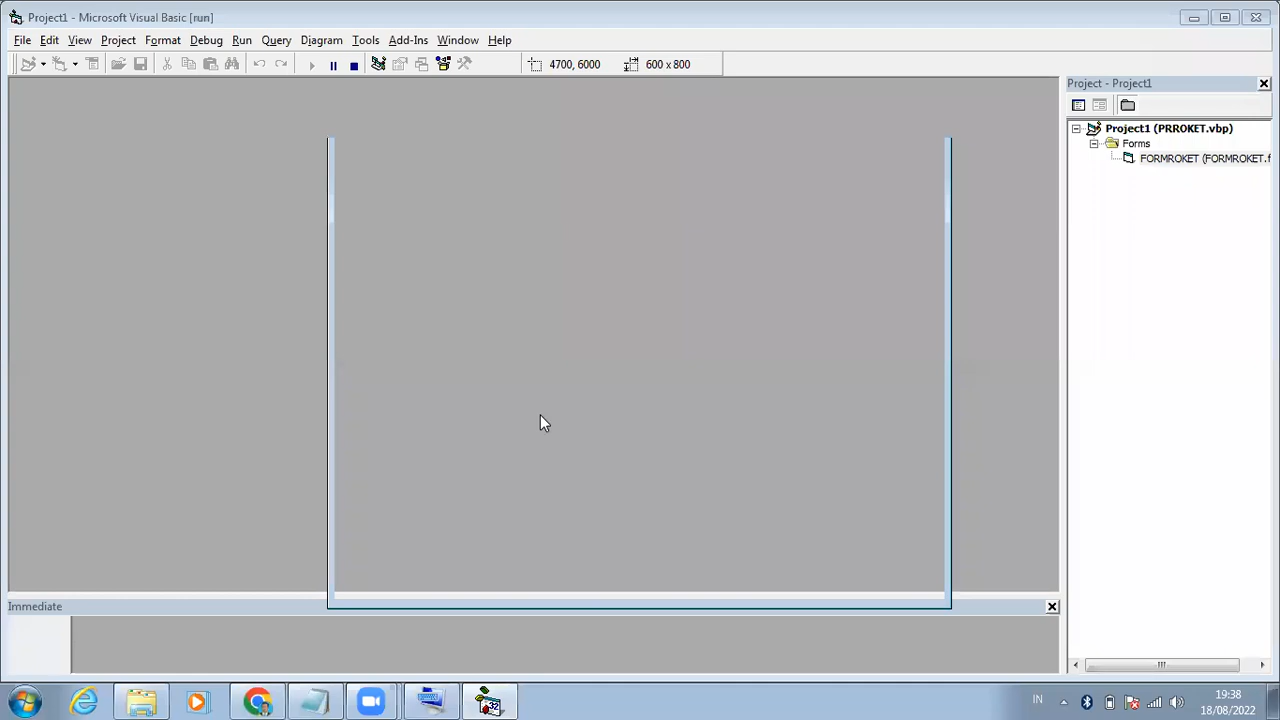 Project1 - Microsoft Visual Basic [run]
File Edit View Project Format Debug Run Query Diagram Tools Add-Ins Window Help
4700, 6000 600 x 800
Project - Project1
Project1 (PRROKET.vbp)
Forms
FORMROKET (FORMROKET.f
Immediate
32
IN
19:38
18/08/2022